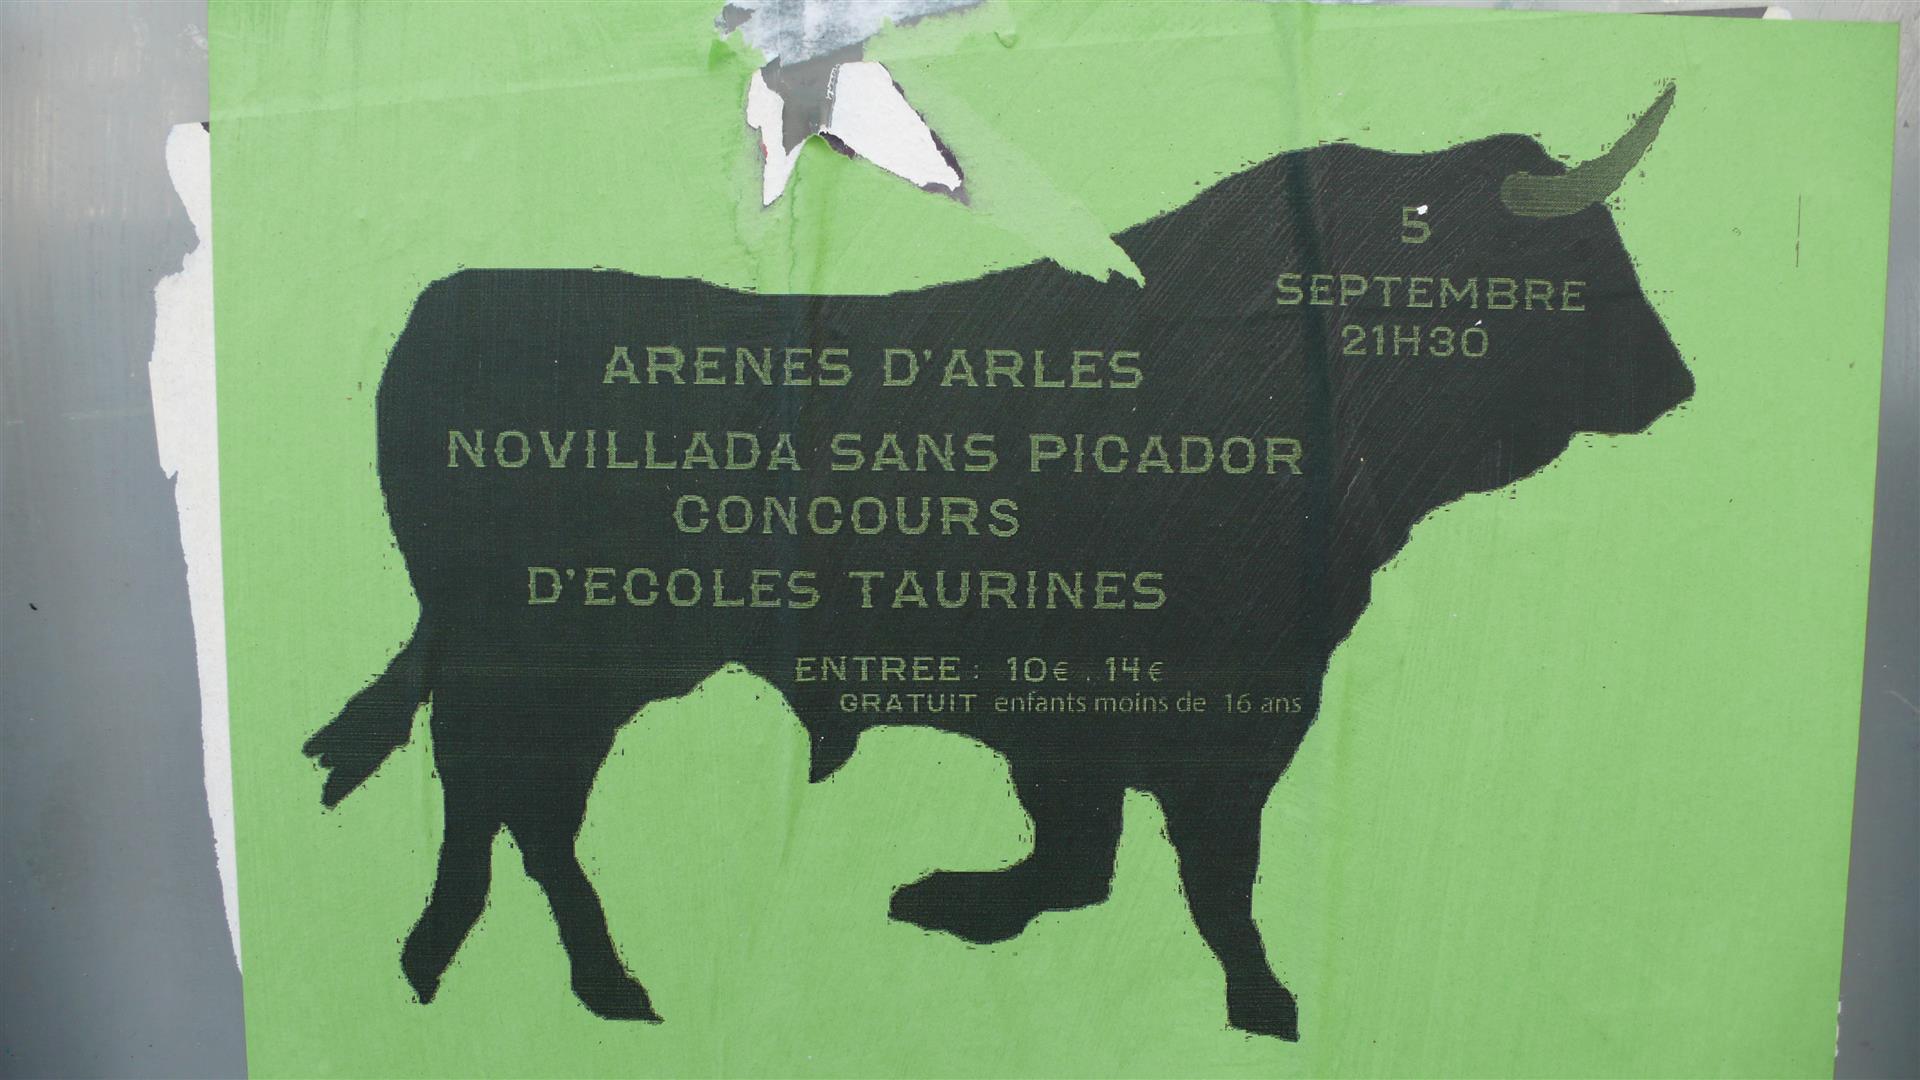 5
SEPTEMBRE
21H30
ARENES D'ARLES
NOVILLADA SANS PICADOR
CONCOURS
D'ECOLES TAURINES
ENTREE : 10€ . 14€
GRATUIT enfants moins de 16 ans